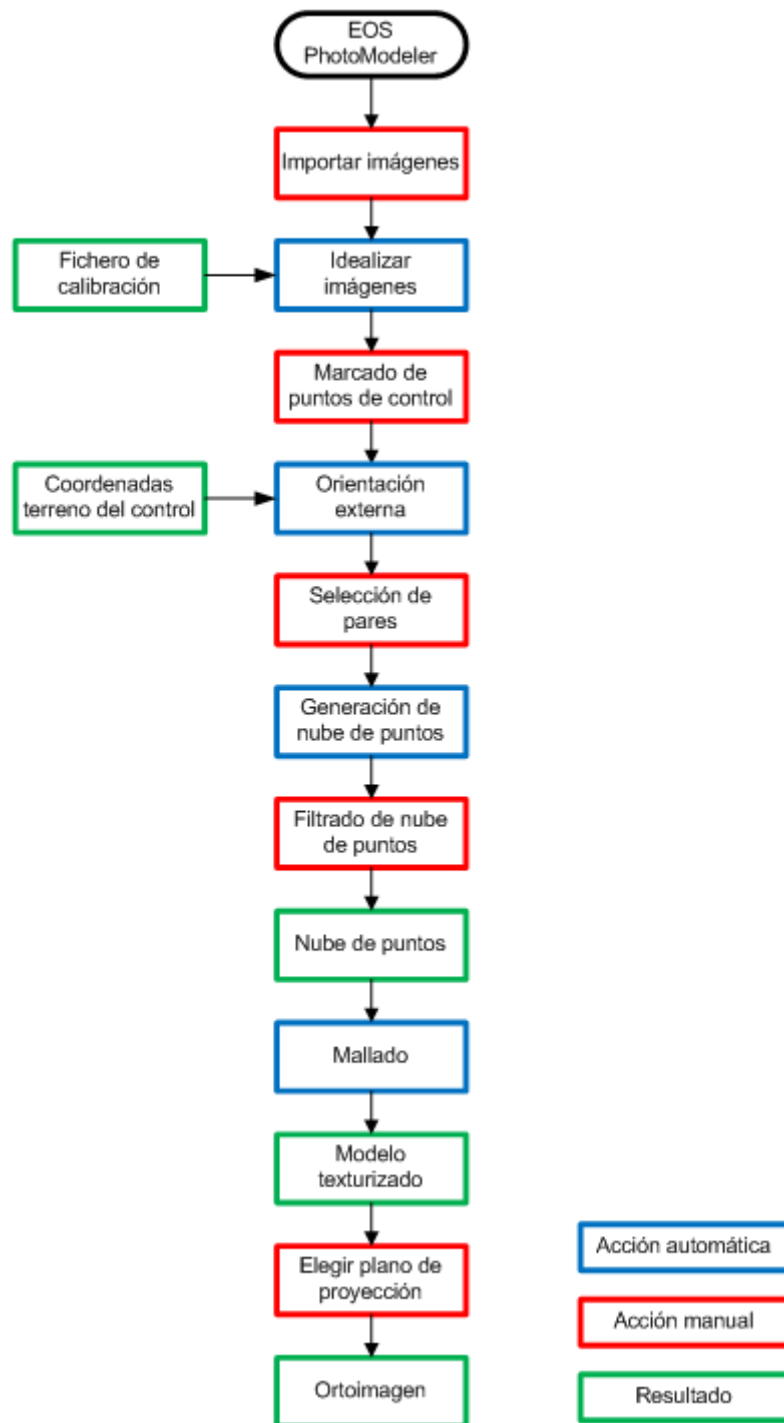 EOS
PhotoModeler
Importar imágenes
Fichero de
calibración
Idealizar
imágenes
Marcado de
puntos de control
Coordenadas
terreno del control
Orientación
externa
Selección de
pares
Generación de
nube de puntos
Filtrado de nube
de puntos
Nube de puntos
Mallado
Modelo
texturizado
Elegir plano de
proyección
Ortoimagen
Acción automática
Acción manual
Resultado